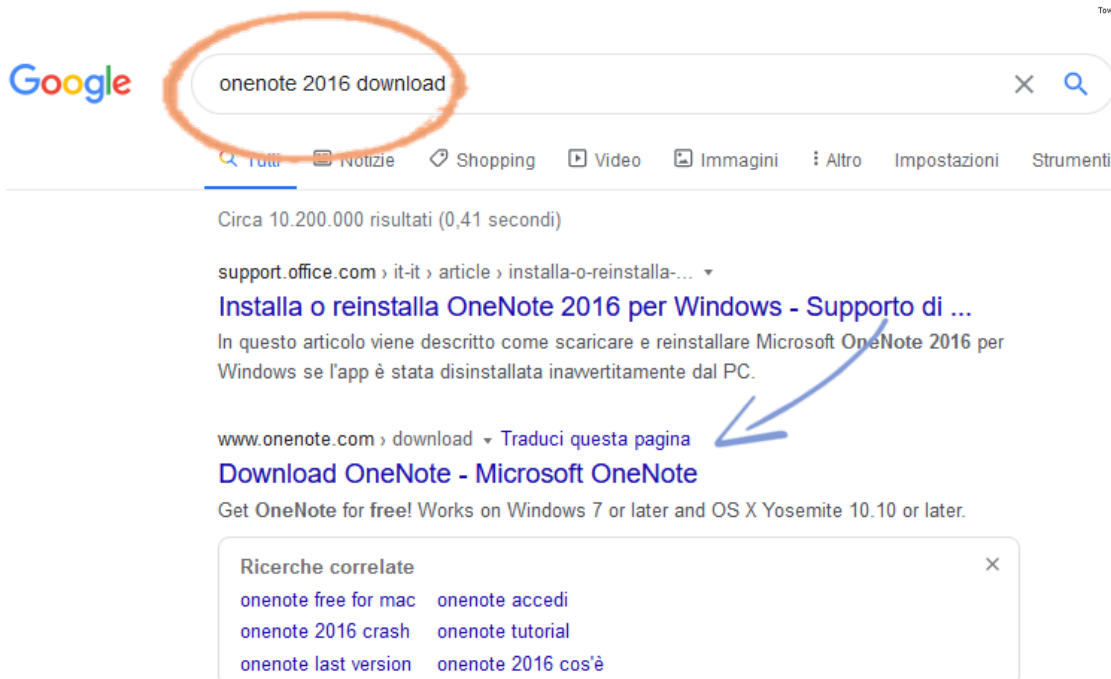 Google
onenote 2016 download
Tutti Notizie Shopping Video Immagini Altro Impostazioni Strumenti
Circa 10.200.000 risultati (0,41 secondi)
support.office.com › it-it › article › installa-o-reinstalla-...
Installa o reinstalla OneNote 2016 per Windows - Supporto di ...
In questo articolo viene descritto come scaricare e reinstallare Microsoft OneNote 2016 per
Windows se l'app è stata disinstallata inavvertitamente dal PC.
www.onenote.com › download Traduci questa pagina
Download OneNote - Microsoft OneNote
Get OneNote for free! Works on Windows 7 or later and OS X Yosemite 10.10 or later.
Ricerche correlate
onenote free for mac onenote accedi
onenote 2016 crash onenote tutorial
onenote last version onenote 2016 cos'è